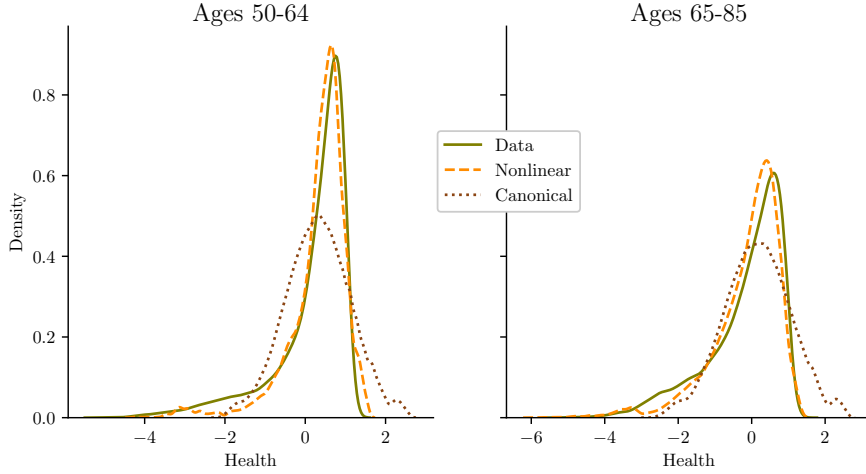 Ages 50-64
Ages 65-85
Density
0.8
0.6
0.4
0.2
0.0
Data
Nonlinear
Canonical
−4
−2
0
2
−6
−4
−2
0
2
Health
Health